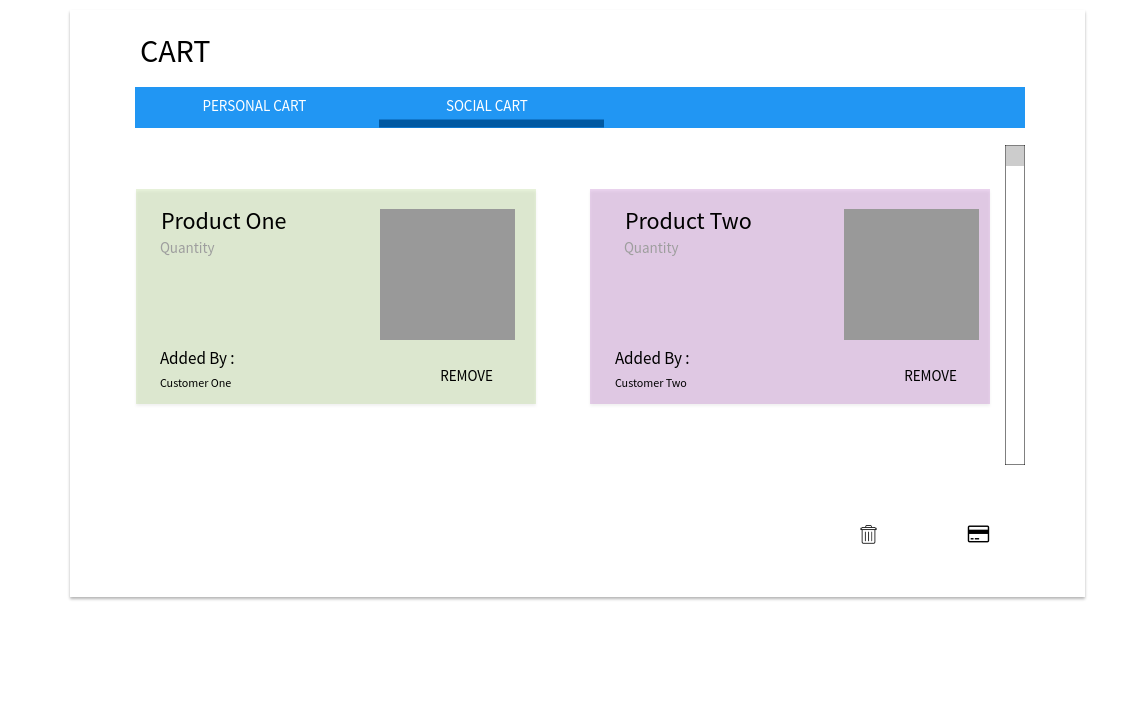 CART
PERSONAL CART
SOCIAL CART
Product One
Quantity
Added By :
Customer One
REMOVE
Product Two
Quantity
Added By :
Customer Two
REMOVE